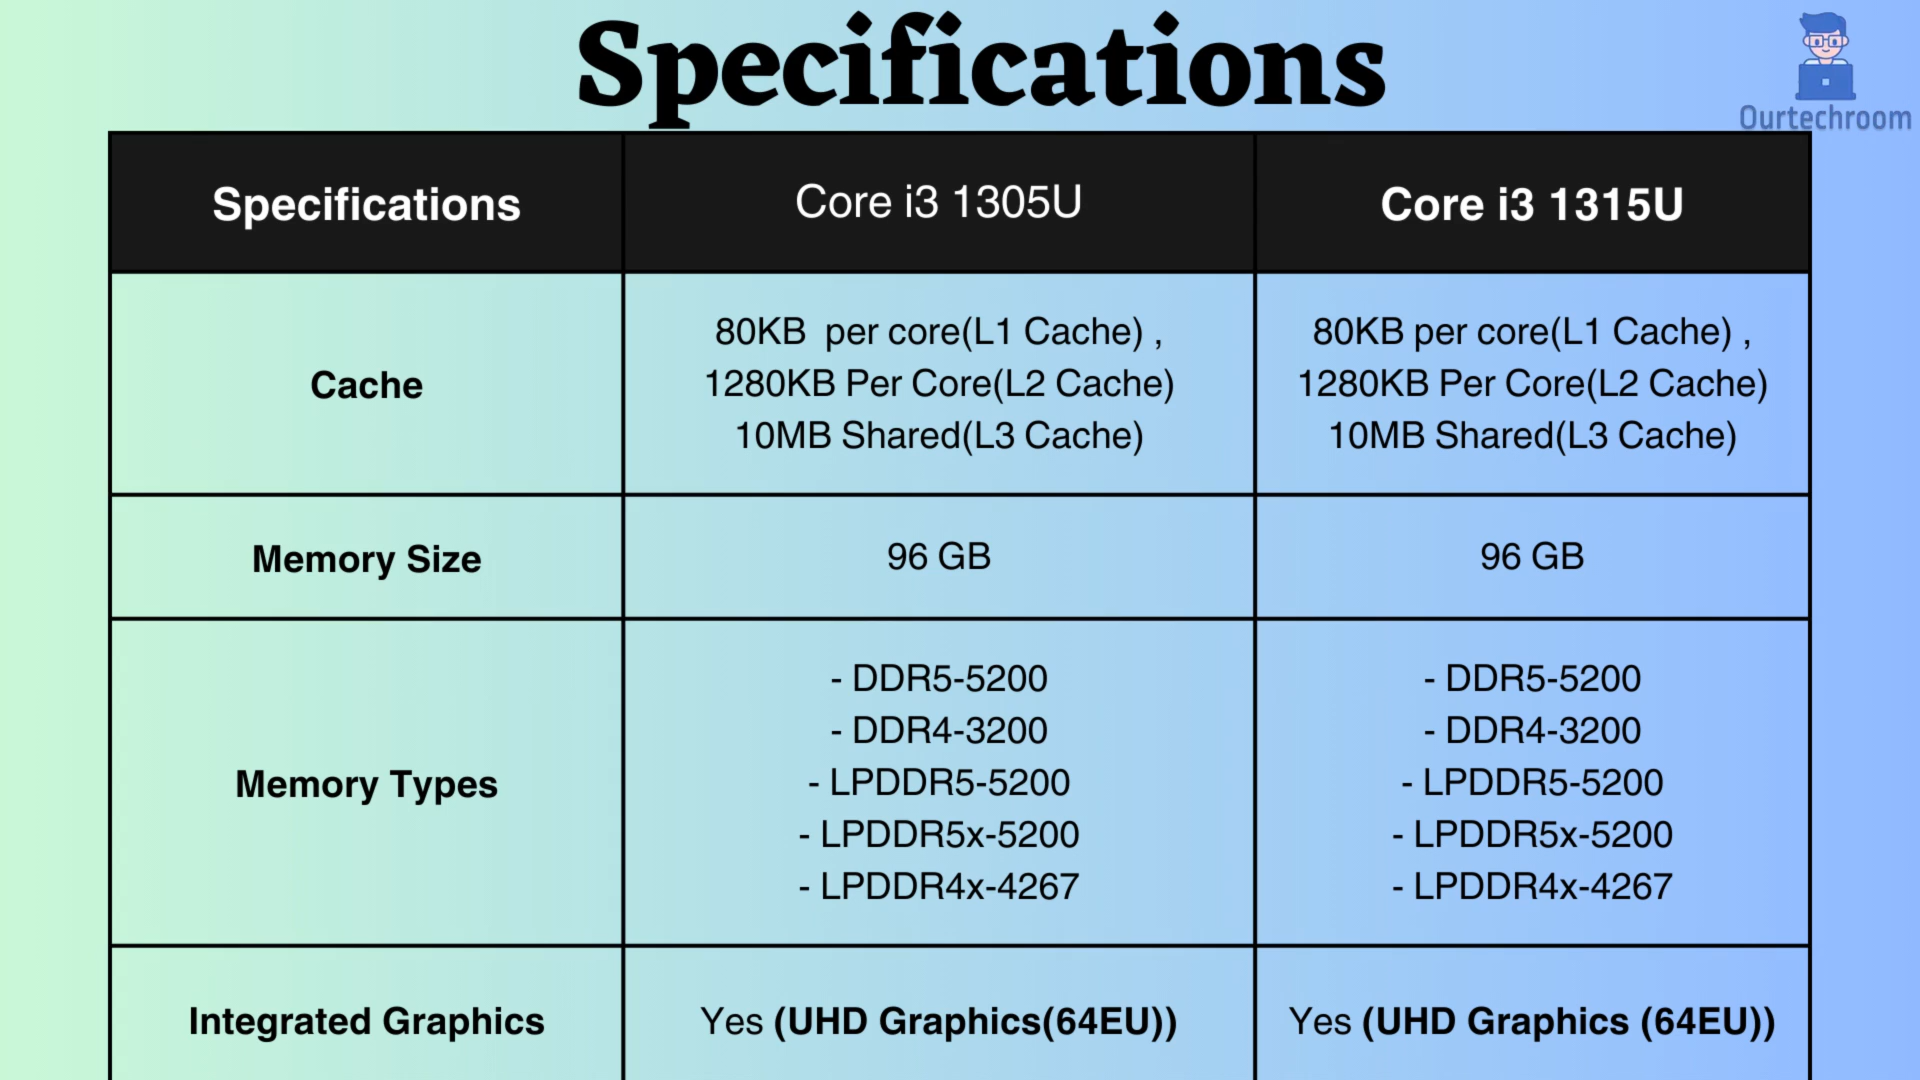 Specifications
Ourtechroom
Specifications Core i3 1305U Core i3 1315U
Cache
80KB per core(L1 Cache) ,
1280KB Per Core(L2 Cache)
10MB Shared(L3 Cache)
80KB per core(L1 Cache) ,
1280KB Per Core(L2 Cache)
10MB Shared(L3 Cache)
Memory Size 96 GB 96 GB
Memory Types
- DDR5-5200
- DDR4-3200
- LPDDR5-5200
- LPDDR5x-5200
- LPDDR4x-4267
- DDR5-5200
- DDR4-3200
- LPDDR5-5200
- LPDDR5x-5200
- LPDDR4x-4267
Integrated Graphics Yes (UHD Graphics(64EU)) Yes (UHD Graphics (64EU))